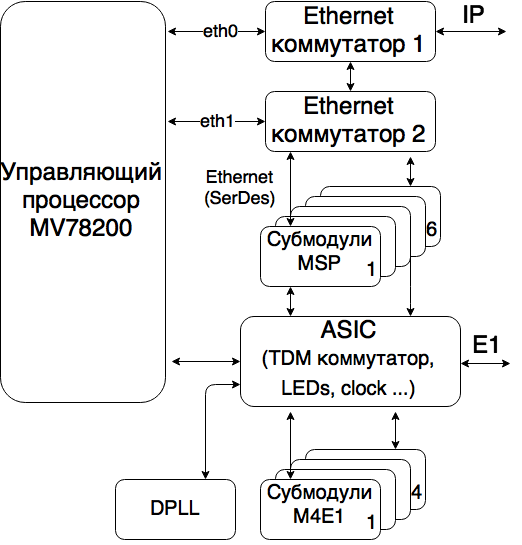 Ethernet
коммутатор 1
IP
eth0
Ethernet
коммутатор 2
eth1
Управляющий
процессор
MV78200
Ethernet
(SerDes)
6
Субмодули
MSP
1
ASIC
(TDM коммутатор,
LEDs, clock ...)
E1
DPLL
4
Субмодули
M4E1
1